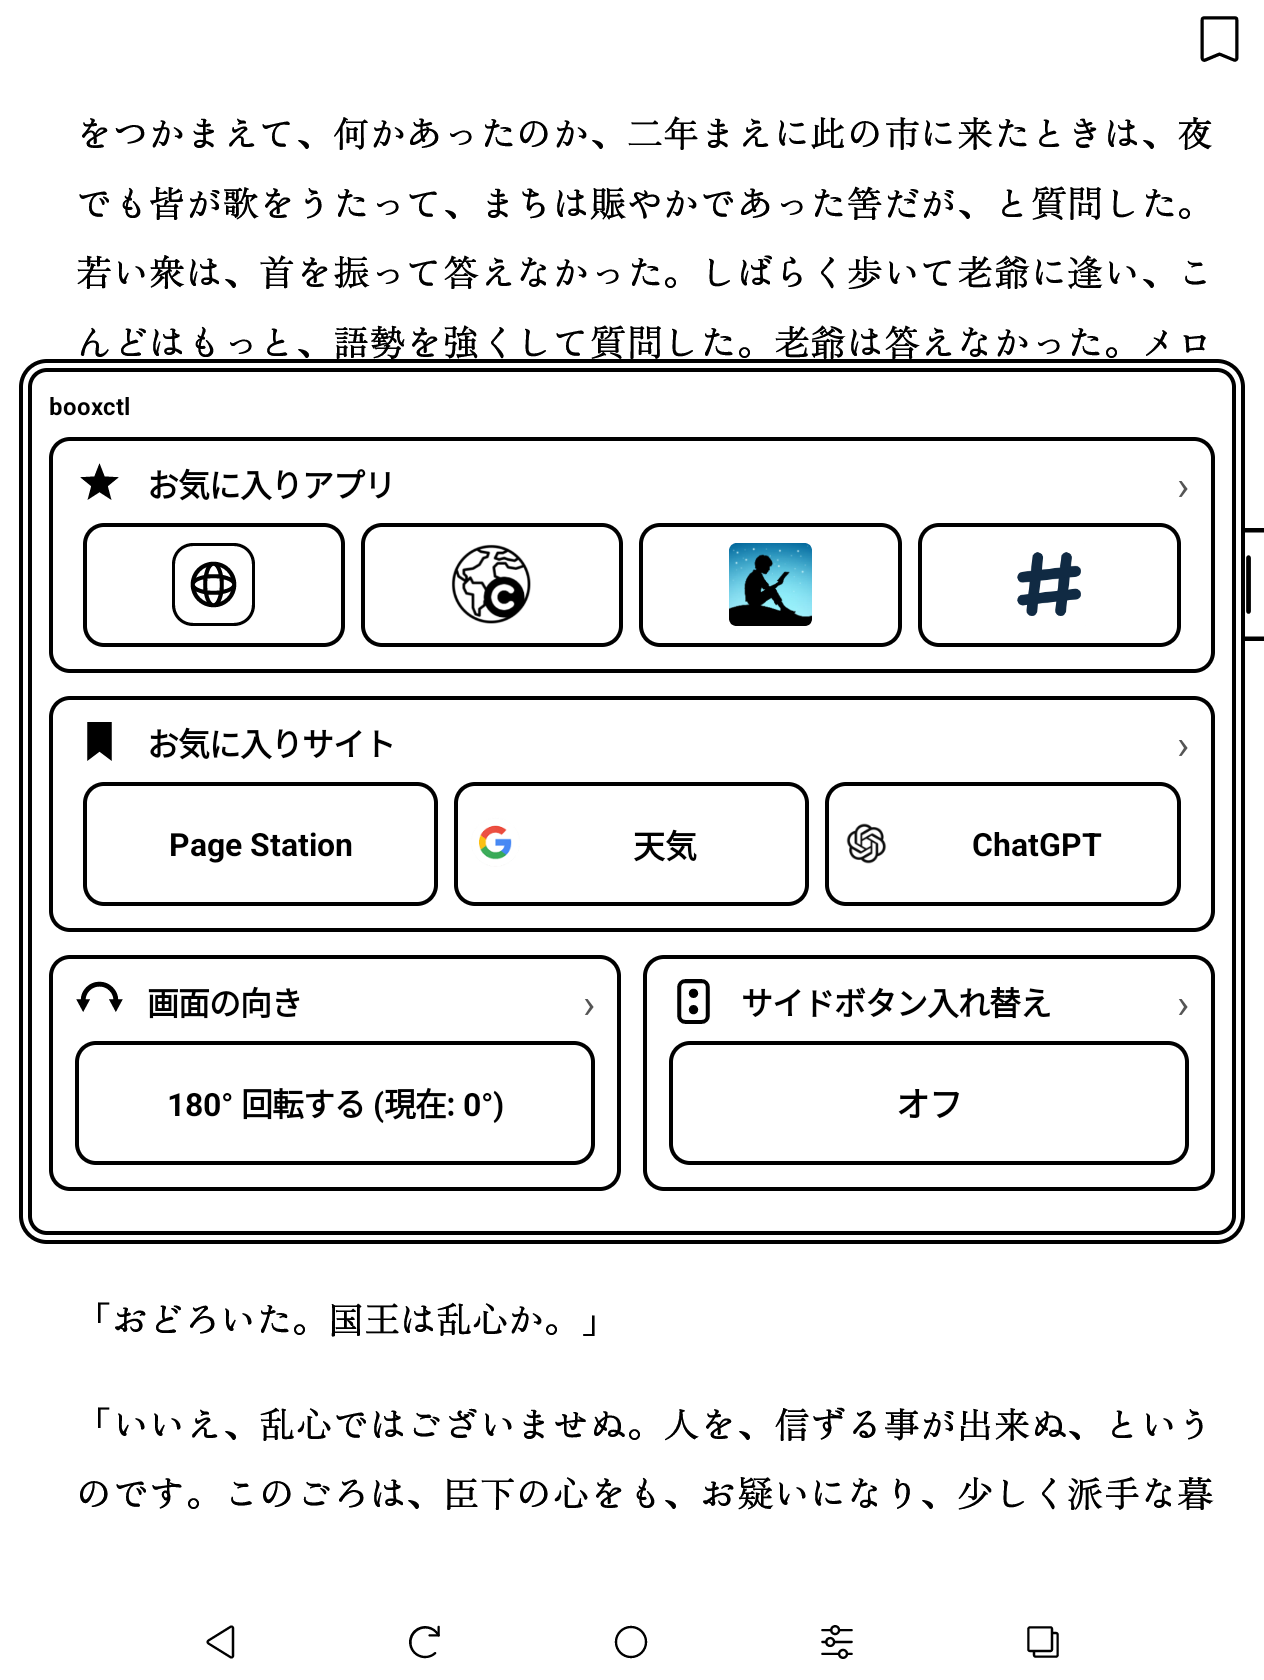 をつかまえて、何かあったのか、二年まえに此の市に来たときは、夜
でも皆が歌をうたって、まちは賑やかであった筈だが、と質問した。
若い衆は、首を振って答えなかった。しばらく歩いて老爺に逢い、こ
んどはもっと、語勢を強くして質問した。老爺は答えなかった。メロ
booxctl
お気に入りアプリ
お気に入りサイト
Page Station
天気
ChatGPT
画面の向き
180° 回転する (現在: 0°)
サイドボタン入れ替え
オフ
「おどろいた。国王は乱心か。」
「いいえ、乱心ではございませぬ。人を、信ずる事が出来ぬ、という
のです。このごろは、臣下の心をも、お疑いになり、少しく派手な暮